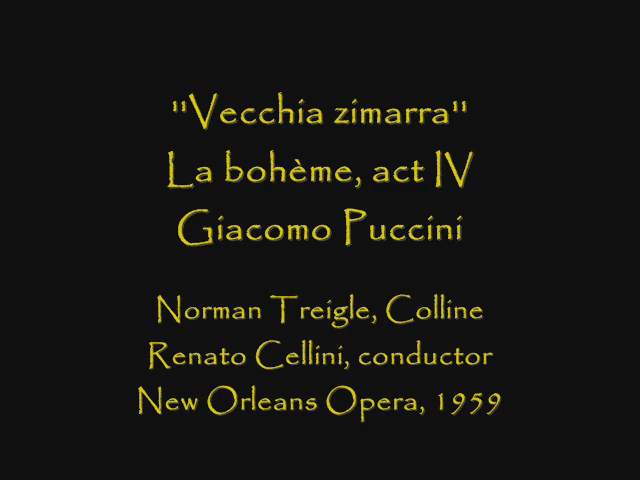 "Vecchia zimarra"
La bohème, act IV
Giacomo Puccini
Norman Treigle, Colline
Renato Cellini, conductor
New Orleans Opera, 1959